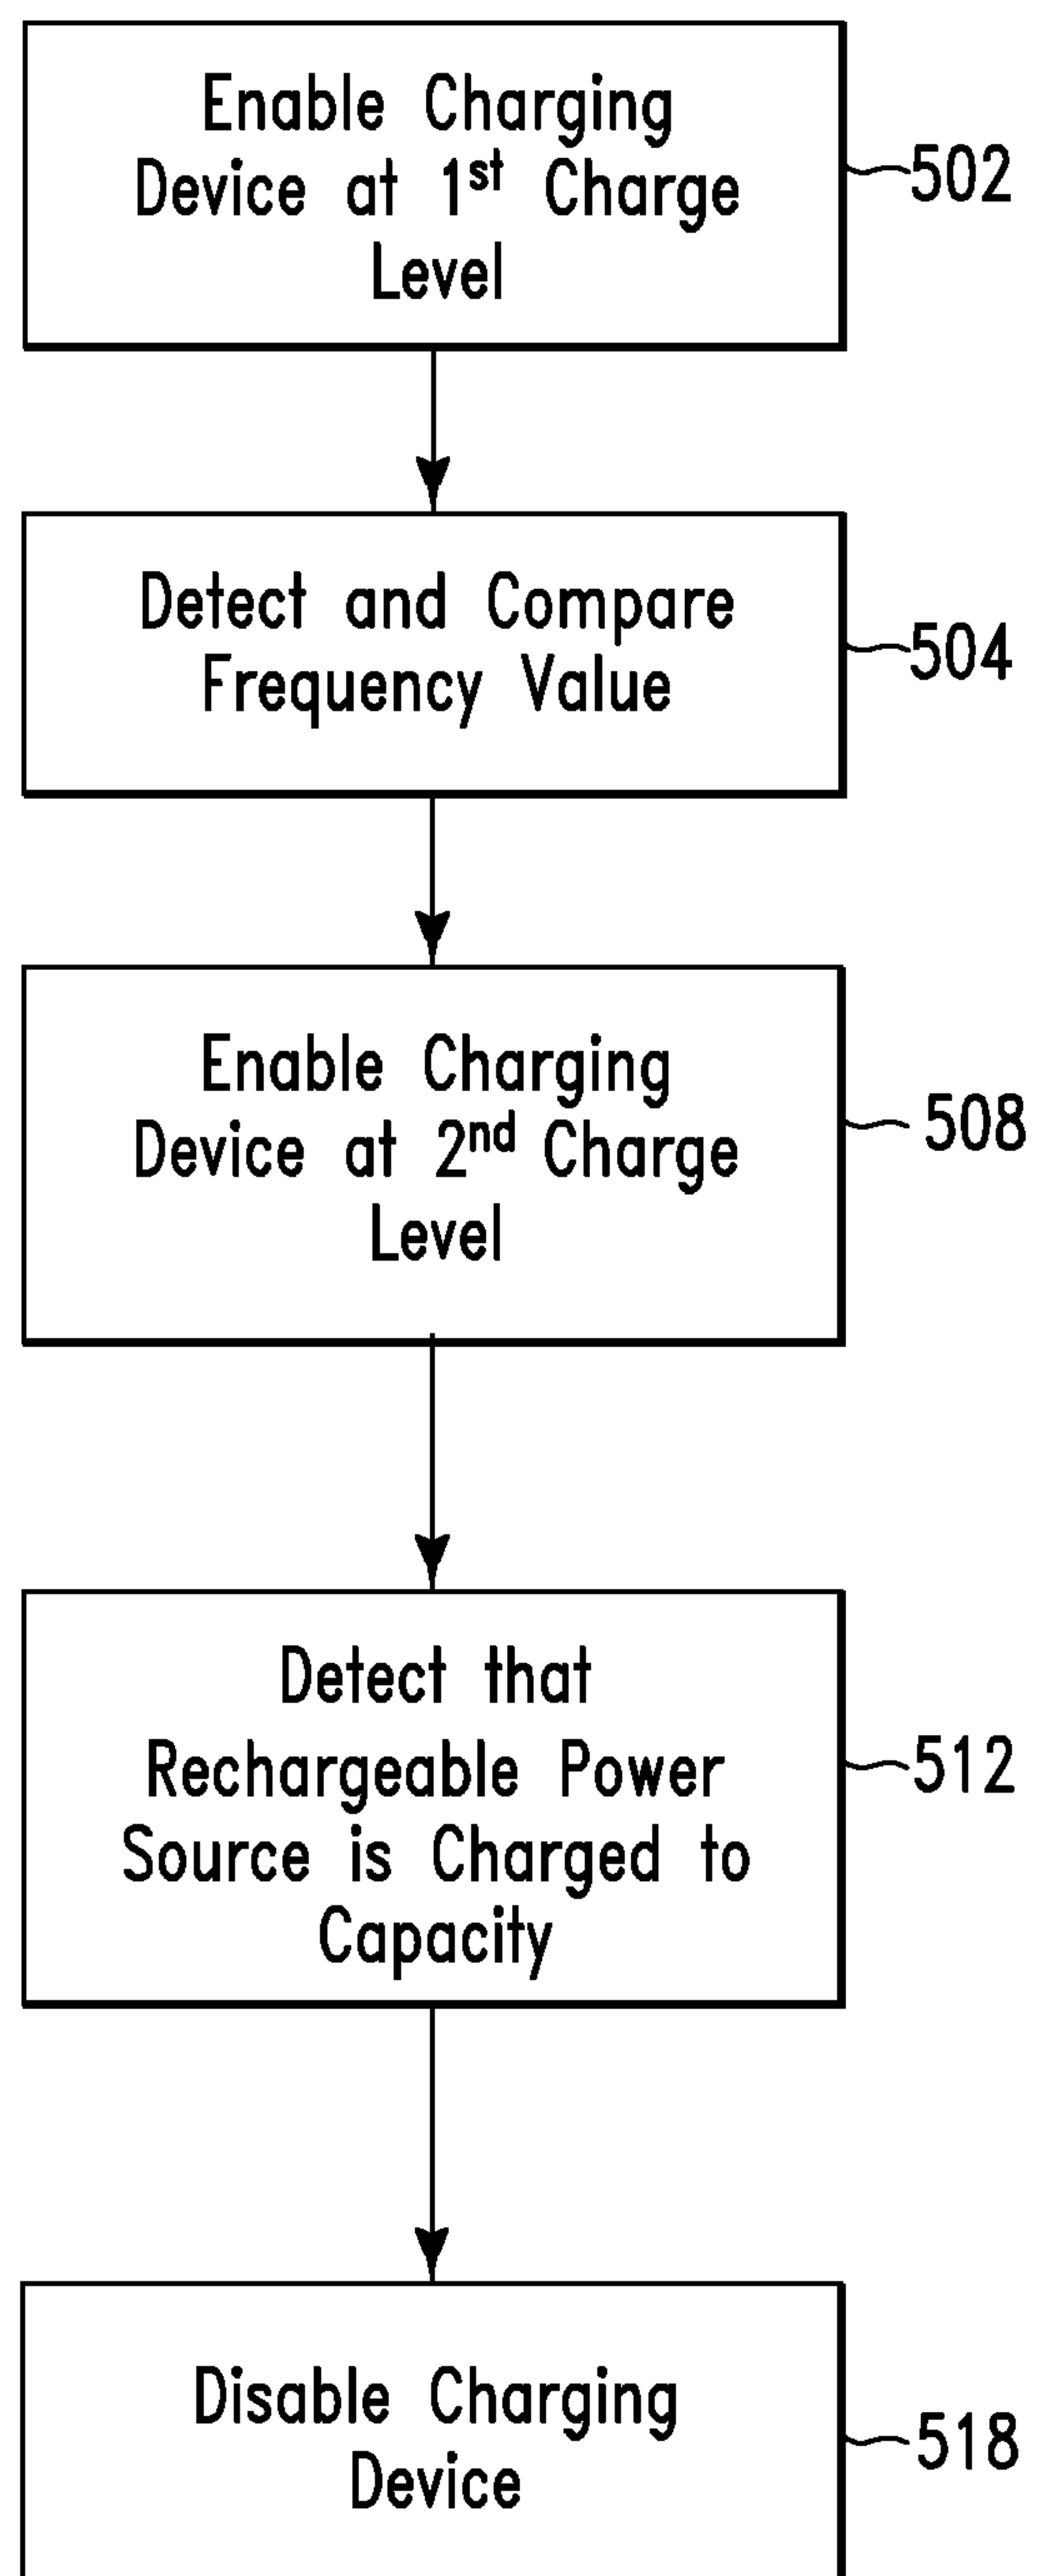 Enable Charging
Device at 1st Charge
Level
502
Detect and Compare
Frequency Value
504
Enable Charging
Device at 2nd Charge
Level
508
Detect that
Rechargeable Power
Source is Charged to
Capacity
512
Disable Charging
Device
518